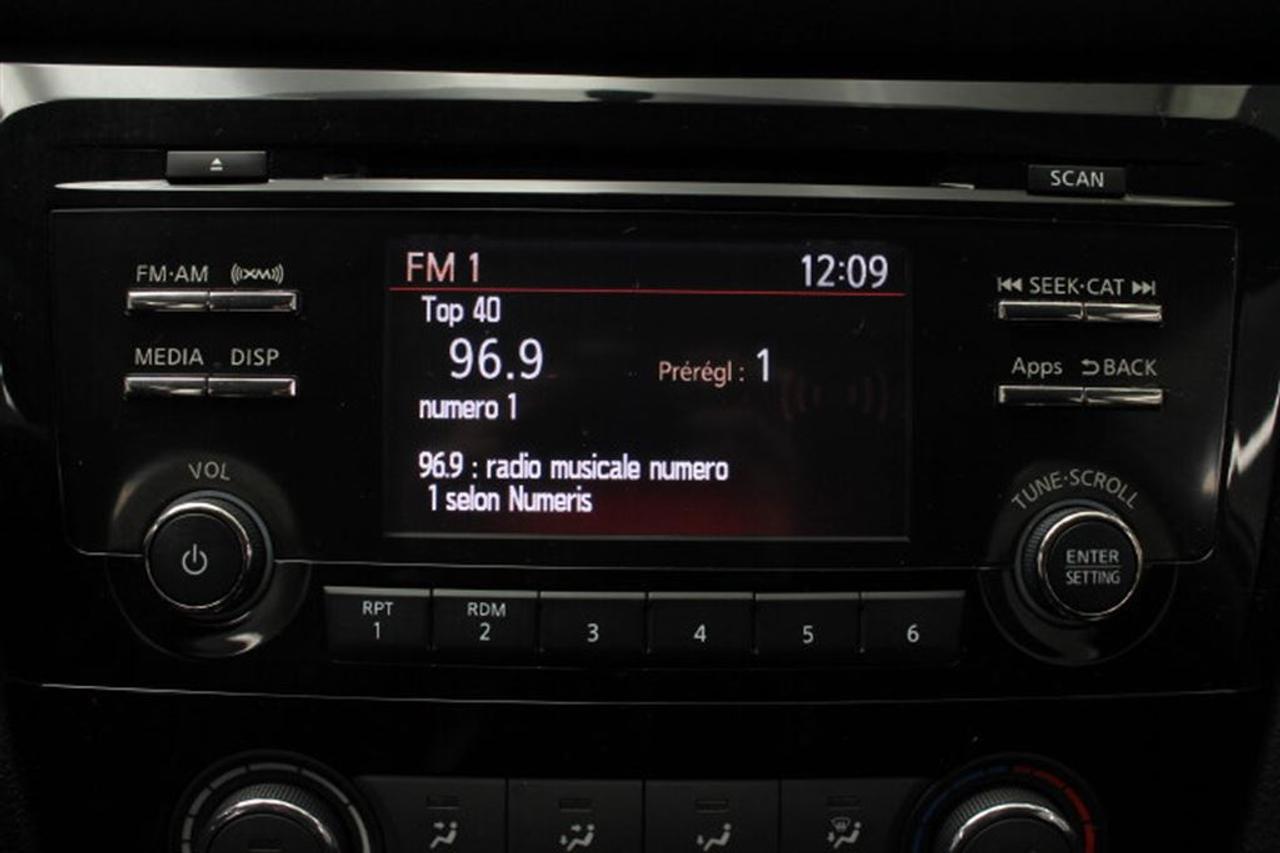 SCAN
FM·AM ((XM))
SEEK·CAT
MEDIA DISP
Apps BACK
FM 1 12:09
Top 40
96.9
Prérégl : 1
numero 1
96.9 : radio musicale numero
1 selon Numeris
VOL
TUNE·SCROLL
ENTER
SETTING
RPT RDM
1 2 3 4 5 6